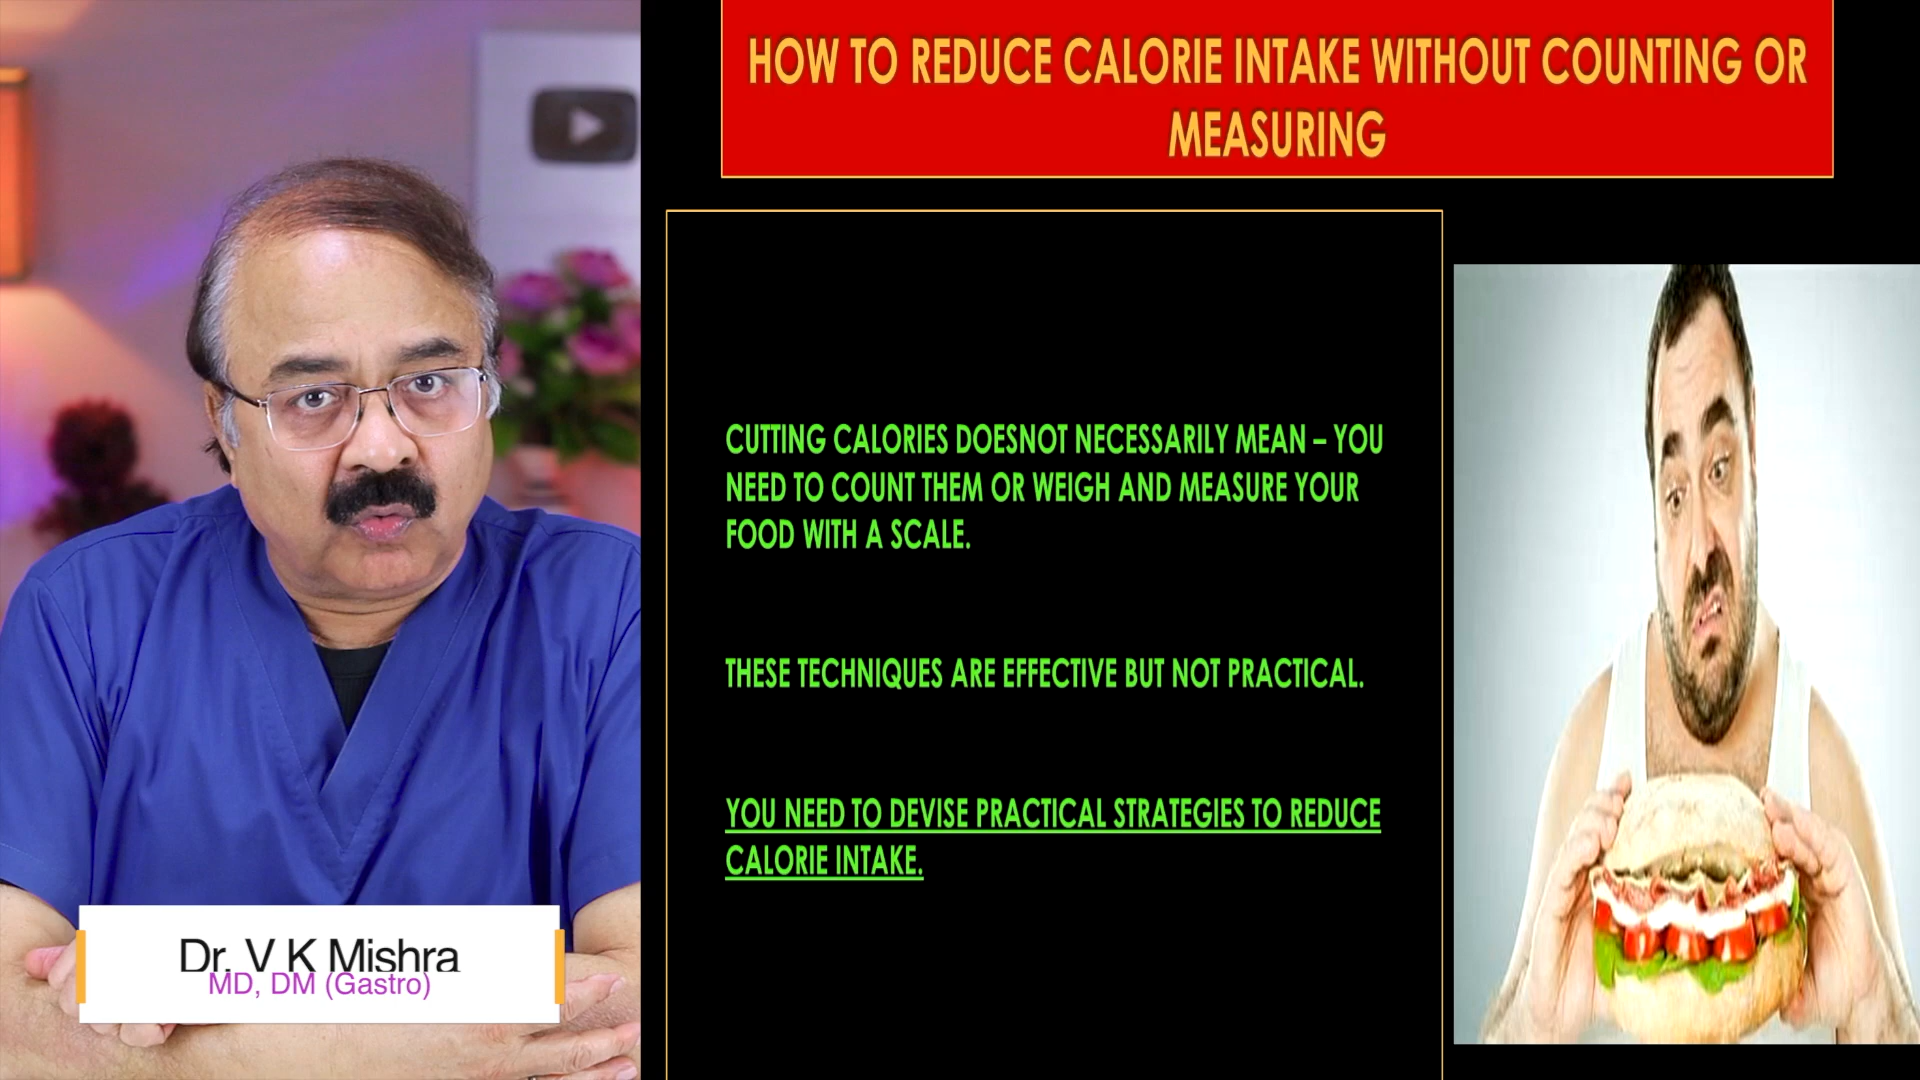 HOW TO REDUCE CALORIE INTAKE WITHOUT COUNTING OR
MEASURING
CUTTING CALORIES DOESNOT NECESSARILY MEAN – YOU
NEED TO COUNT THEM OR WEIGH AND MEASURE YOUR
FOOD WITH A SCALE.
THESE TECHNIQUES ARE EFFECTIVE BUT NOT PRACTICAL.
YOU NEED TO DEVISE PRACTICAL STRATEGIES TO REDUCE
CALORIE INTAKE.
Dr. V K Mishra
MD, DM (Gastro)